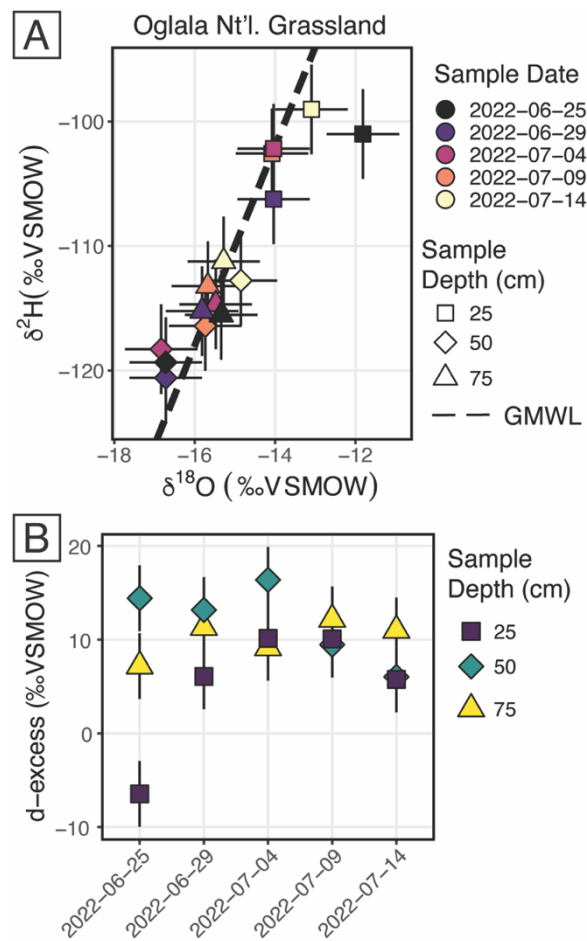 A
Oglala Nt'l. Grassland
δ²H(‰VSMOW)
−100
−110
−120
−18
−16
−14
−12
δ¹⁸O (‰VSMOW)
Sample Date
2022−06−25
2022−06−29
2022−07−04
2022−07−09
2022−07−14
Sample
Depth (cm)
25
50
75
GMWL
B
d−excess (‰VSMOW)
20
10
0
−10
2022−06−25
2022−06−29
2022−07−04
2022−07−09
2022−07−14
Sample
Depth (cm)
25
50
75